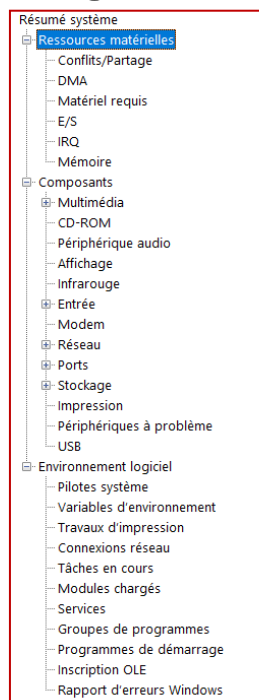 Résumé système
Ressources matérielles
Conflits/Partage
DMA
Matériel requis
E/S
IRQ
Mémoire
Composants
Multimédia
CD-ROM
Périphérique audio
Affichage
Infrarouge
Entrée
Modem
Réseau
Ports
Stockage
Impression
Périphériques à problème
USB
Environnement logiciel
Pilotes système
Variables d'environnement
Travaux d'impression
Connexions réseau
Tâches en cours
Modules chargés
Services
Groupes de programmes
Programmes de démarrage
Inscription OLE
Rapport d'erreurs Windows